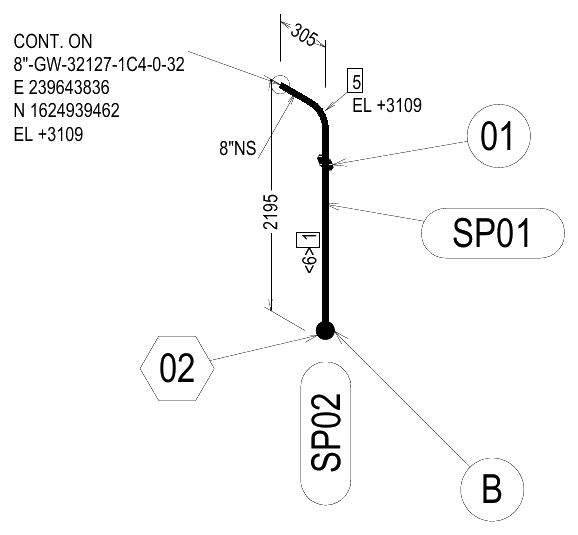 305
CONT. ON
8"-GW-32127-1C4-0-32
E 239643836
N 1624939462
EL +3109
5
EL +3109
8"NS
01
2195
SP01
<6> 1
02
SP02
B